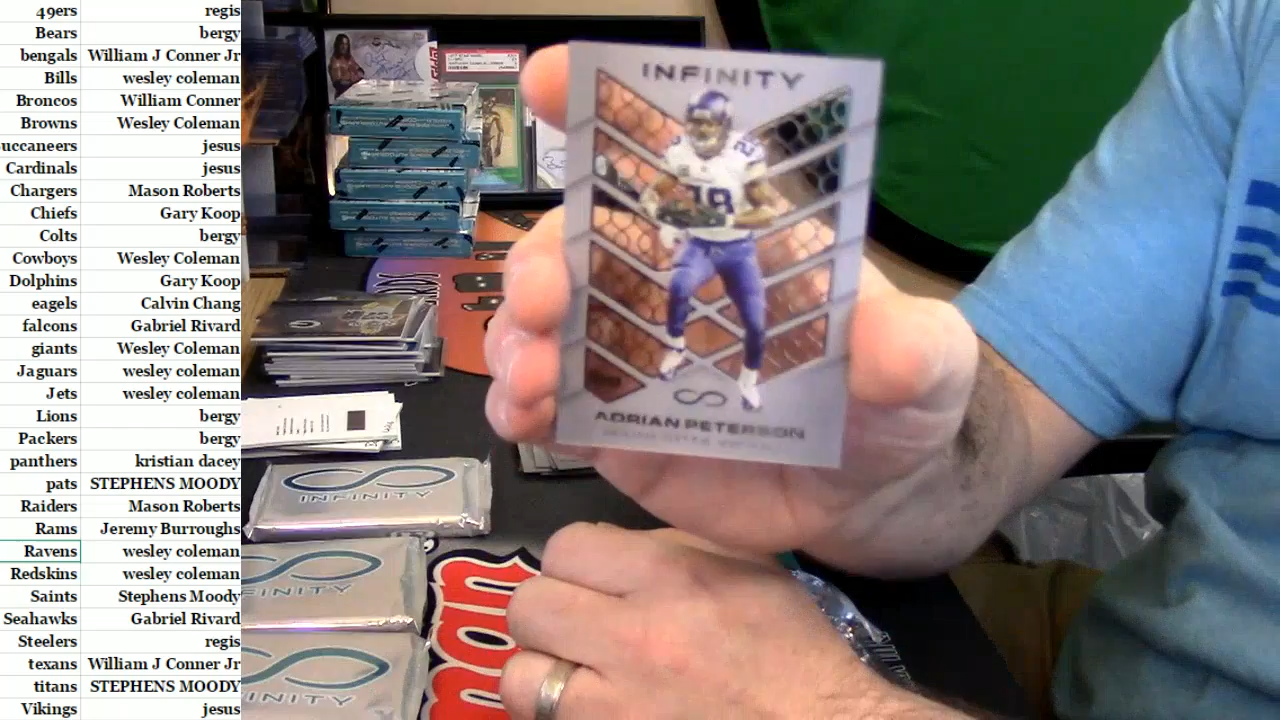 49ers regis
Bears bergy
bengals William J Conner Jr
Bills wesley coleman
Broncos William Conner
Browns Wesley Coleman
uccaneers jesus
Cardinals jesus
Chargers Mason Roberts
Chiefs Gary Koop
Colts bergy
Cowboys Wesley Coleman
Dolphins Gary Koop
eagels Calvin Chang
falcons Gabriel Rivard
giants Wesley Coleman
Jaguars wesley coleman
Jets wesley coleman
Lions bergy
Packers bergy
panthers kristian dacey
pats STEPHENS MOODY
Raiders Mason Roberts
Rams Jeremy Burroughs
Ravens wesley coleman
Redskins wesley coleman
Saints Stephens Moody
Seahawks Gabriel Rivard
Steelers regis
texans William J Conner Jr
titans STEPHENS MOODY
Vikings jesus
INFINITY
28
ADRIAN PETERSON
INFINITY
INFINITY
INFINITY